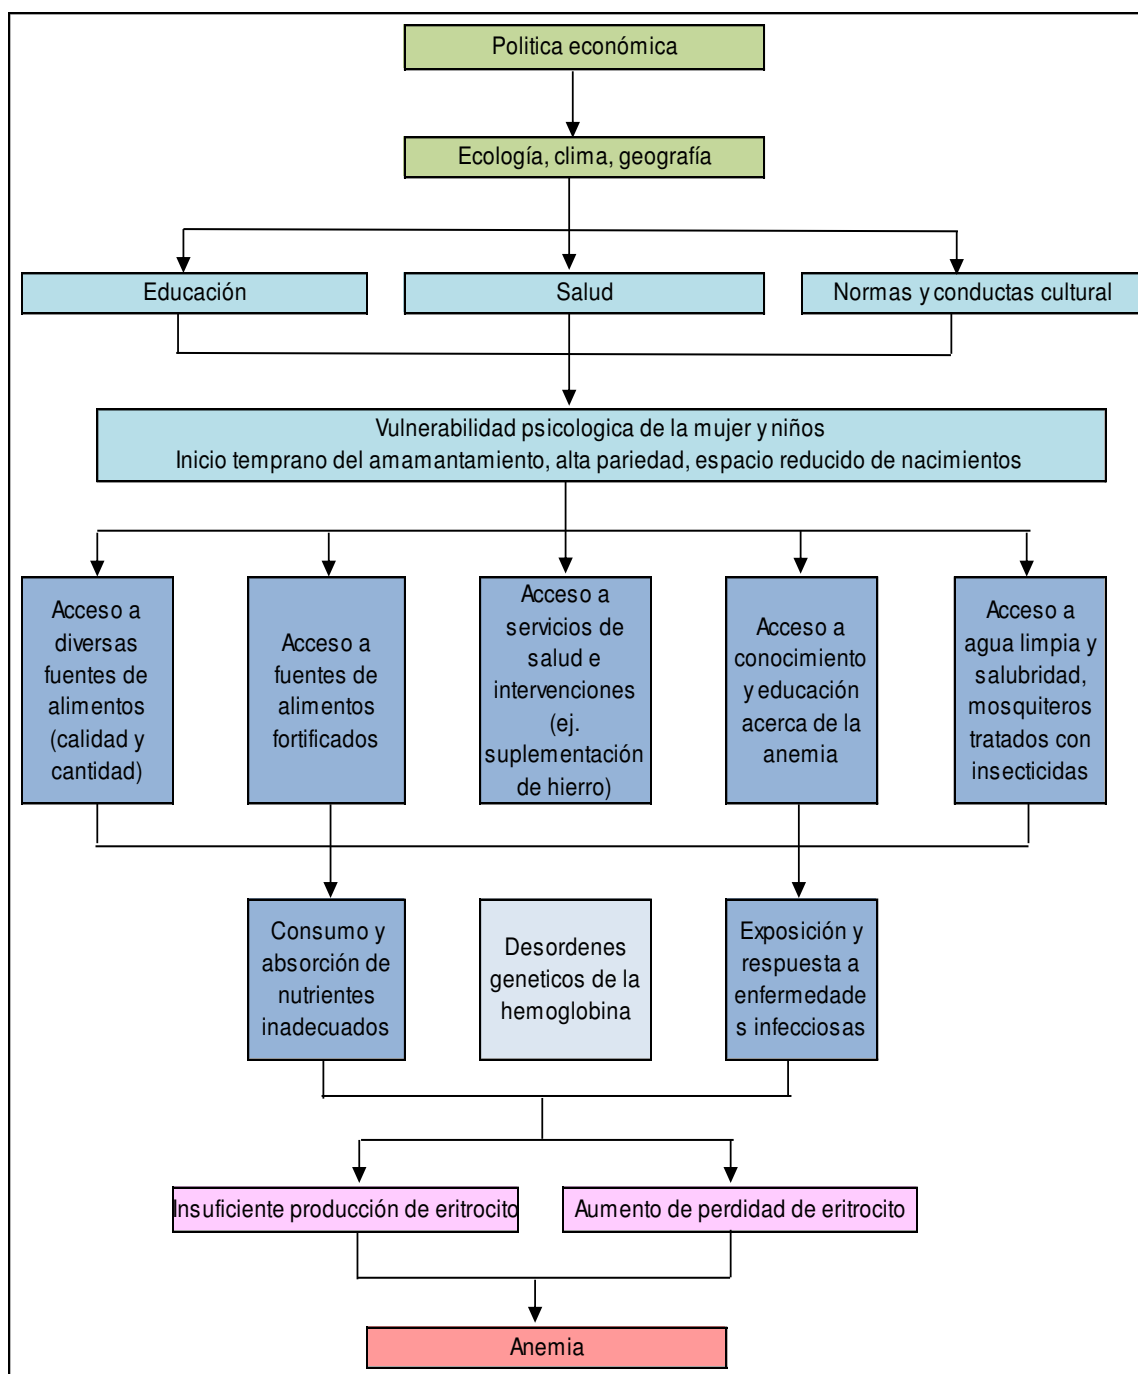 Politica económica
Ecología, clima, geografía
Educación
Salud
Normas y conductas cultural
Vulnerabilidad psicologica de la mujer y niños
Inicio temprano del amamantamiento, alta pariedad, espacio reducido de nacimientos
Acceso a
diversas
fuentes de
alimentos
(calidad y
cantidad)
Acceso a
fuentes de
alimentos
fortificados
Acceso a
servicios de
salud e
intervenciones
(ej.
suplementación
de hierro)
Acceso a
conocimiento
y educación
acerca de la
anemia
Acceso a
agua limpia y
salubridad,
mosquiteros
tratados con
insecticidas
Consumo y
absorción de
nutrientes
inadecuados
Desordenes
geneticos de la
hemoglobina
Exposición y
respuesta a
enfermedade
s infecciosas
Insuficiente producción de eritrocito
Aumento de perdidad de eritrocito
Anemia